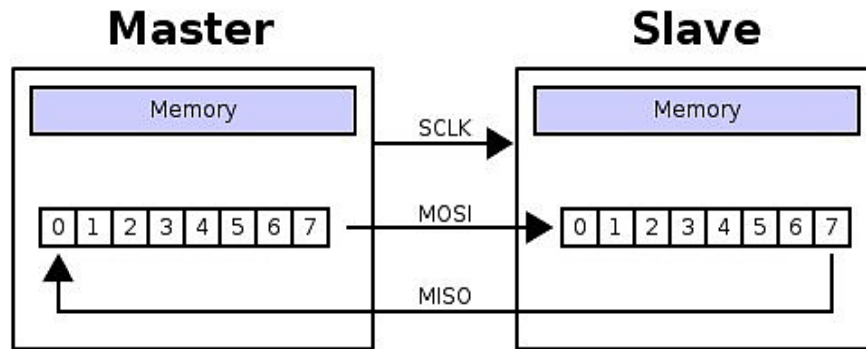 Master Slave
Memory Memory
SCLK
0 1 2 3 4 5 6 7 MOSI 0 1 2 3 4 5 6 7
MISO